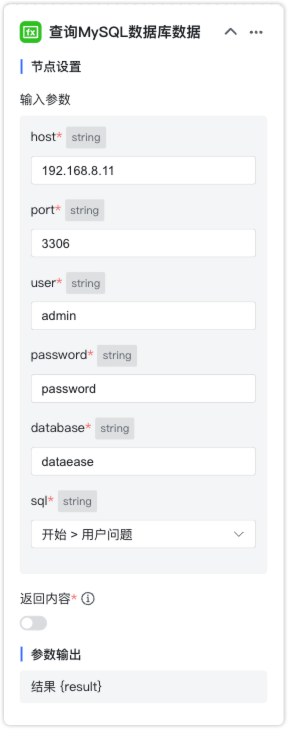 查询MySQL数据库数据
节点设置
输入参数
host* string
192.168.8.11
port* string
3306
user* string
admin
password* string
password
database* string
dataease
sql* string
开始 > 用户问题
返回内容*
参数输出
结果 {result}